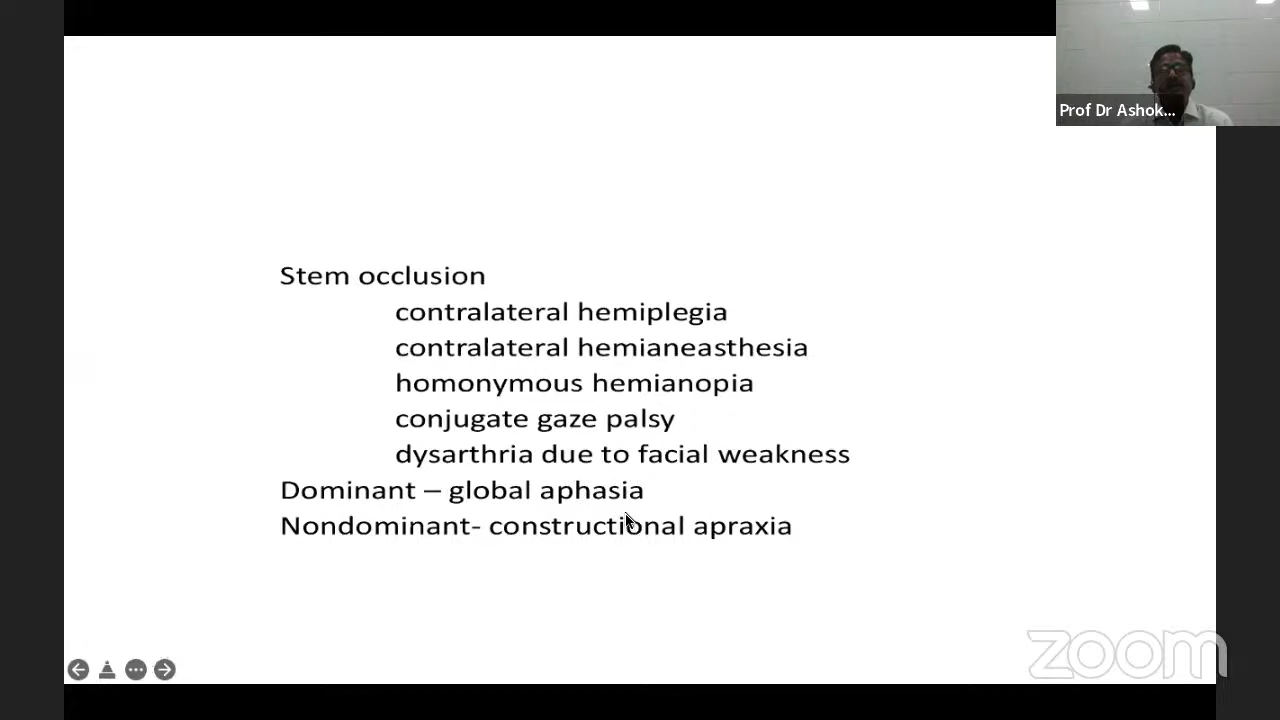 Prof Dr Ashok...
Stem occlusion
contralateral hemiplegia
contralateral hemianeasthesia
homonymous hemianopia
conjugate gaze palsy
dysarthria due to facial weakness
Dominant – global aphasia
Nondominant- constructional apraxia
zoom